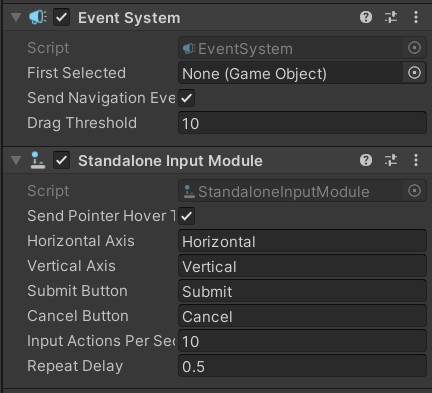 Event System
Script EventSystem
First Selected None (Game Object)
Send Navigation Eve
Drag Threshold 10
Standalone Input Module
Script StandaloneInputModule
Send Pointer Hover T
Horizontal Axis Horizontal
Vertical Axis Vertical
Submit Button Submit
Cancel Button Cancel
Input Actions Per Sec 10
Repeat Delay 0.5